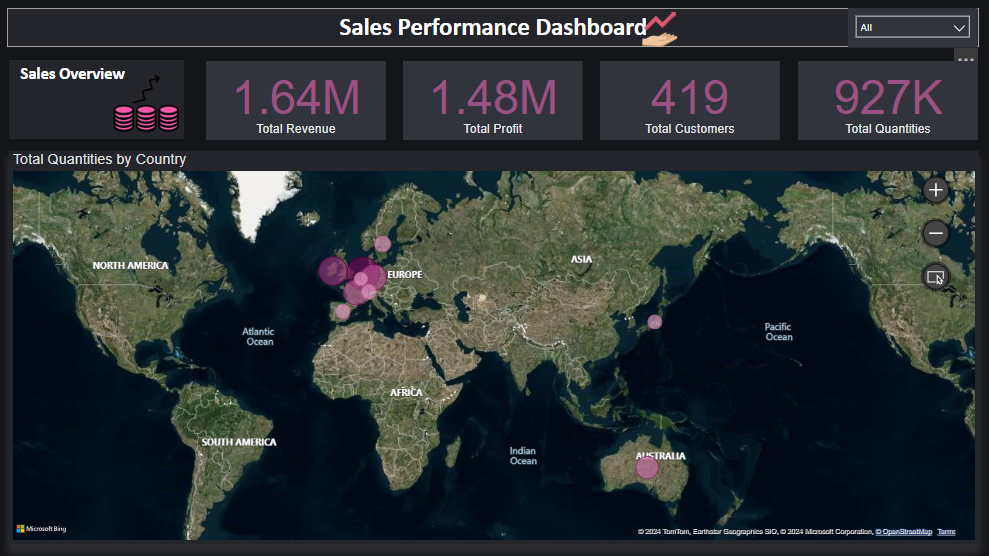 Sales Performance Dashboard
All
Sales Overview
1.64M
Total Revenue
1.48M
Total Profit
419
Total Customers
927K
Total Quantities
Total Quantities by Country
NORTH AMERICA
EUROPE
ASIA
Atlantic
Ocean
Pacific
Ocean
AFRICA
SOUTH AMERICA
Indian
Ocean
AUSTRALIA
Microsoft Bing
© 2024 TomTom, Earthstar Geographics SIO, © 2024 Microsoft Corporation, © OpenStreetMap Terms